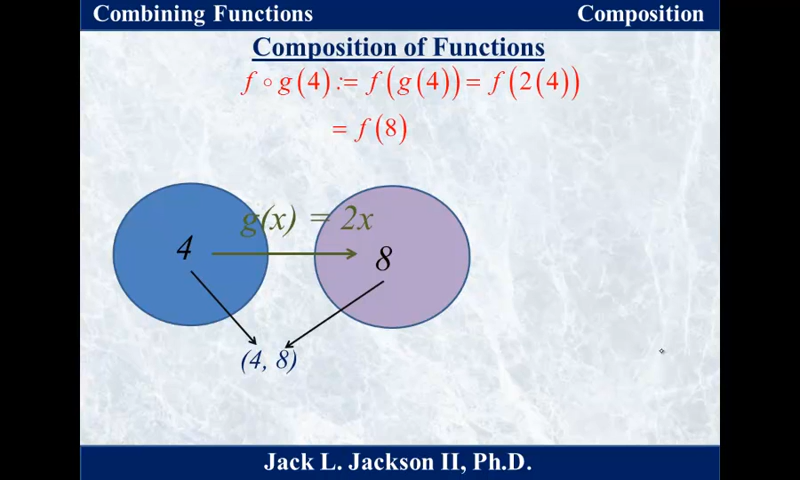 Combining Functions Composition
Composition of Functions
f ∘ g(4) := f(g(4)) = f(2(4))
= f(8)
g(x) = 2x
4 8
(4, 8)
Jack L. Jackson II, Ph.D.